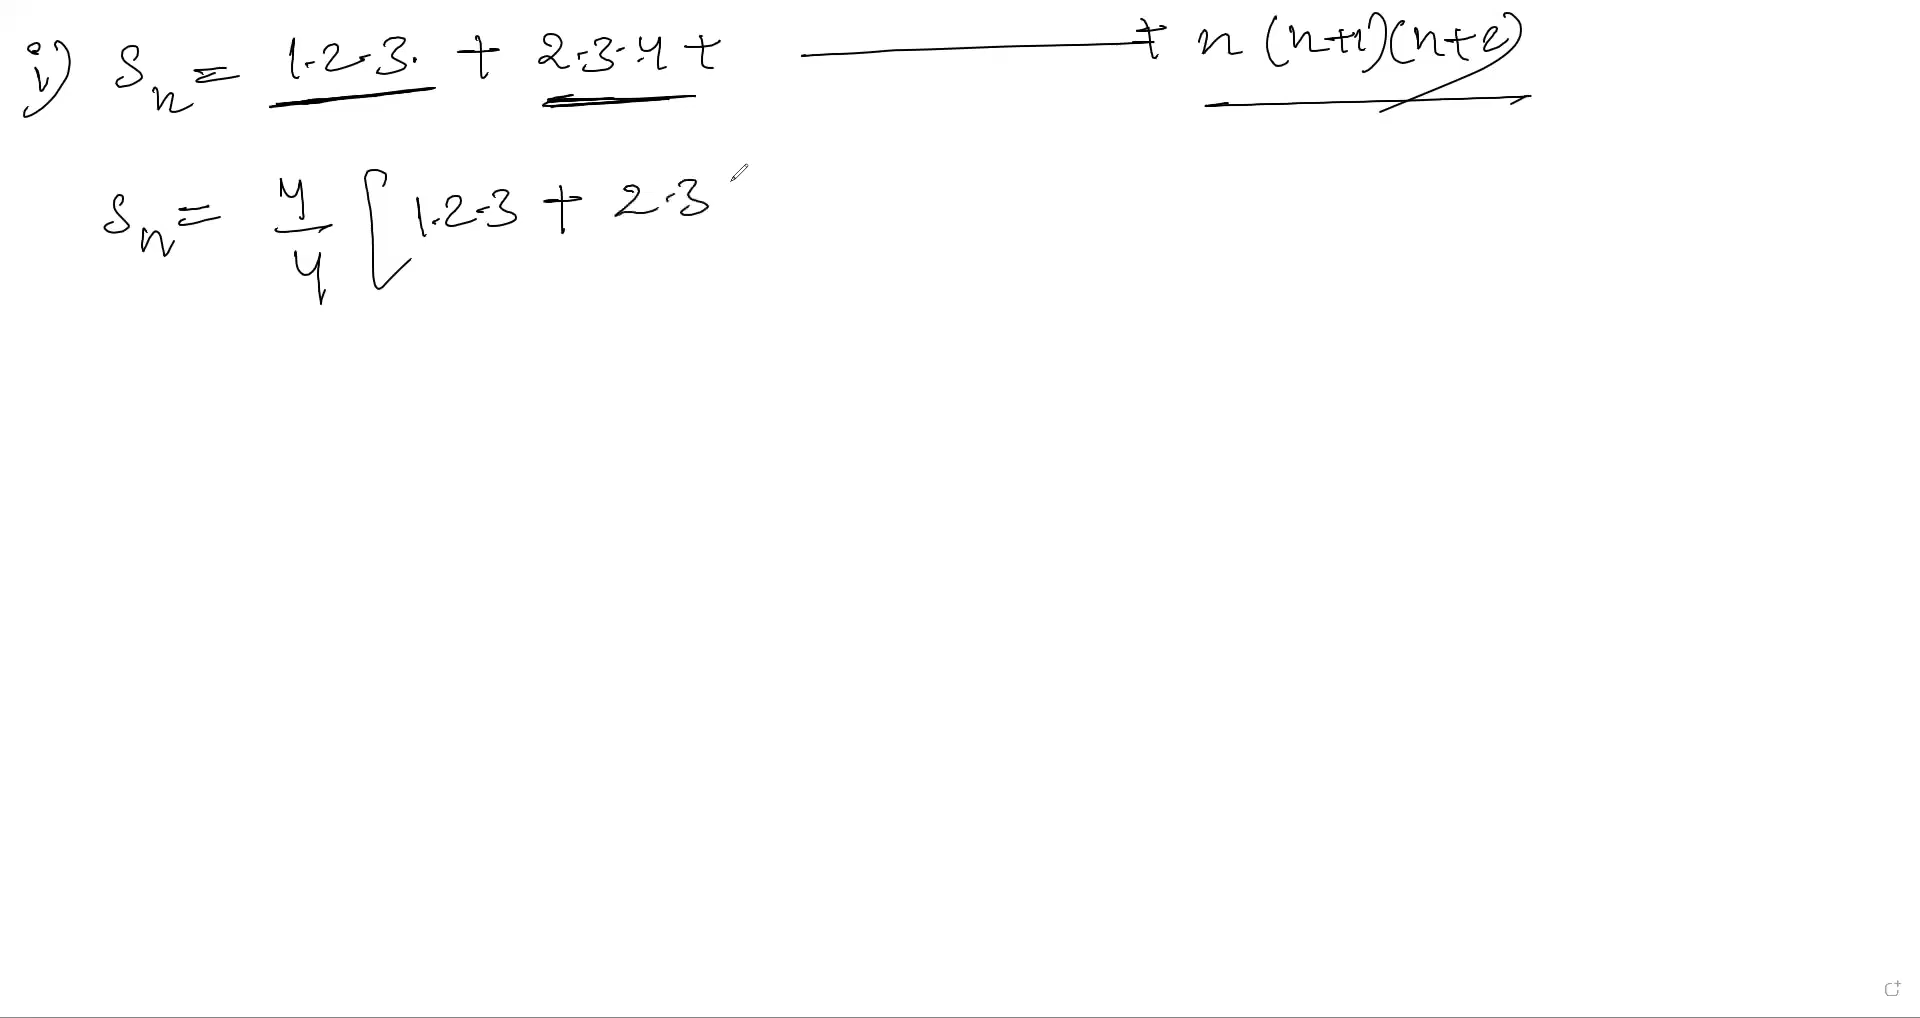 i) Sn = 1·2·3· + 2·3·4 + ——— + n (n+1)(n+2)
Sn = 4/4 [1·2·3 + 2·3